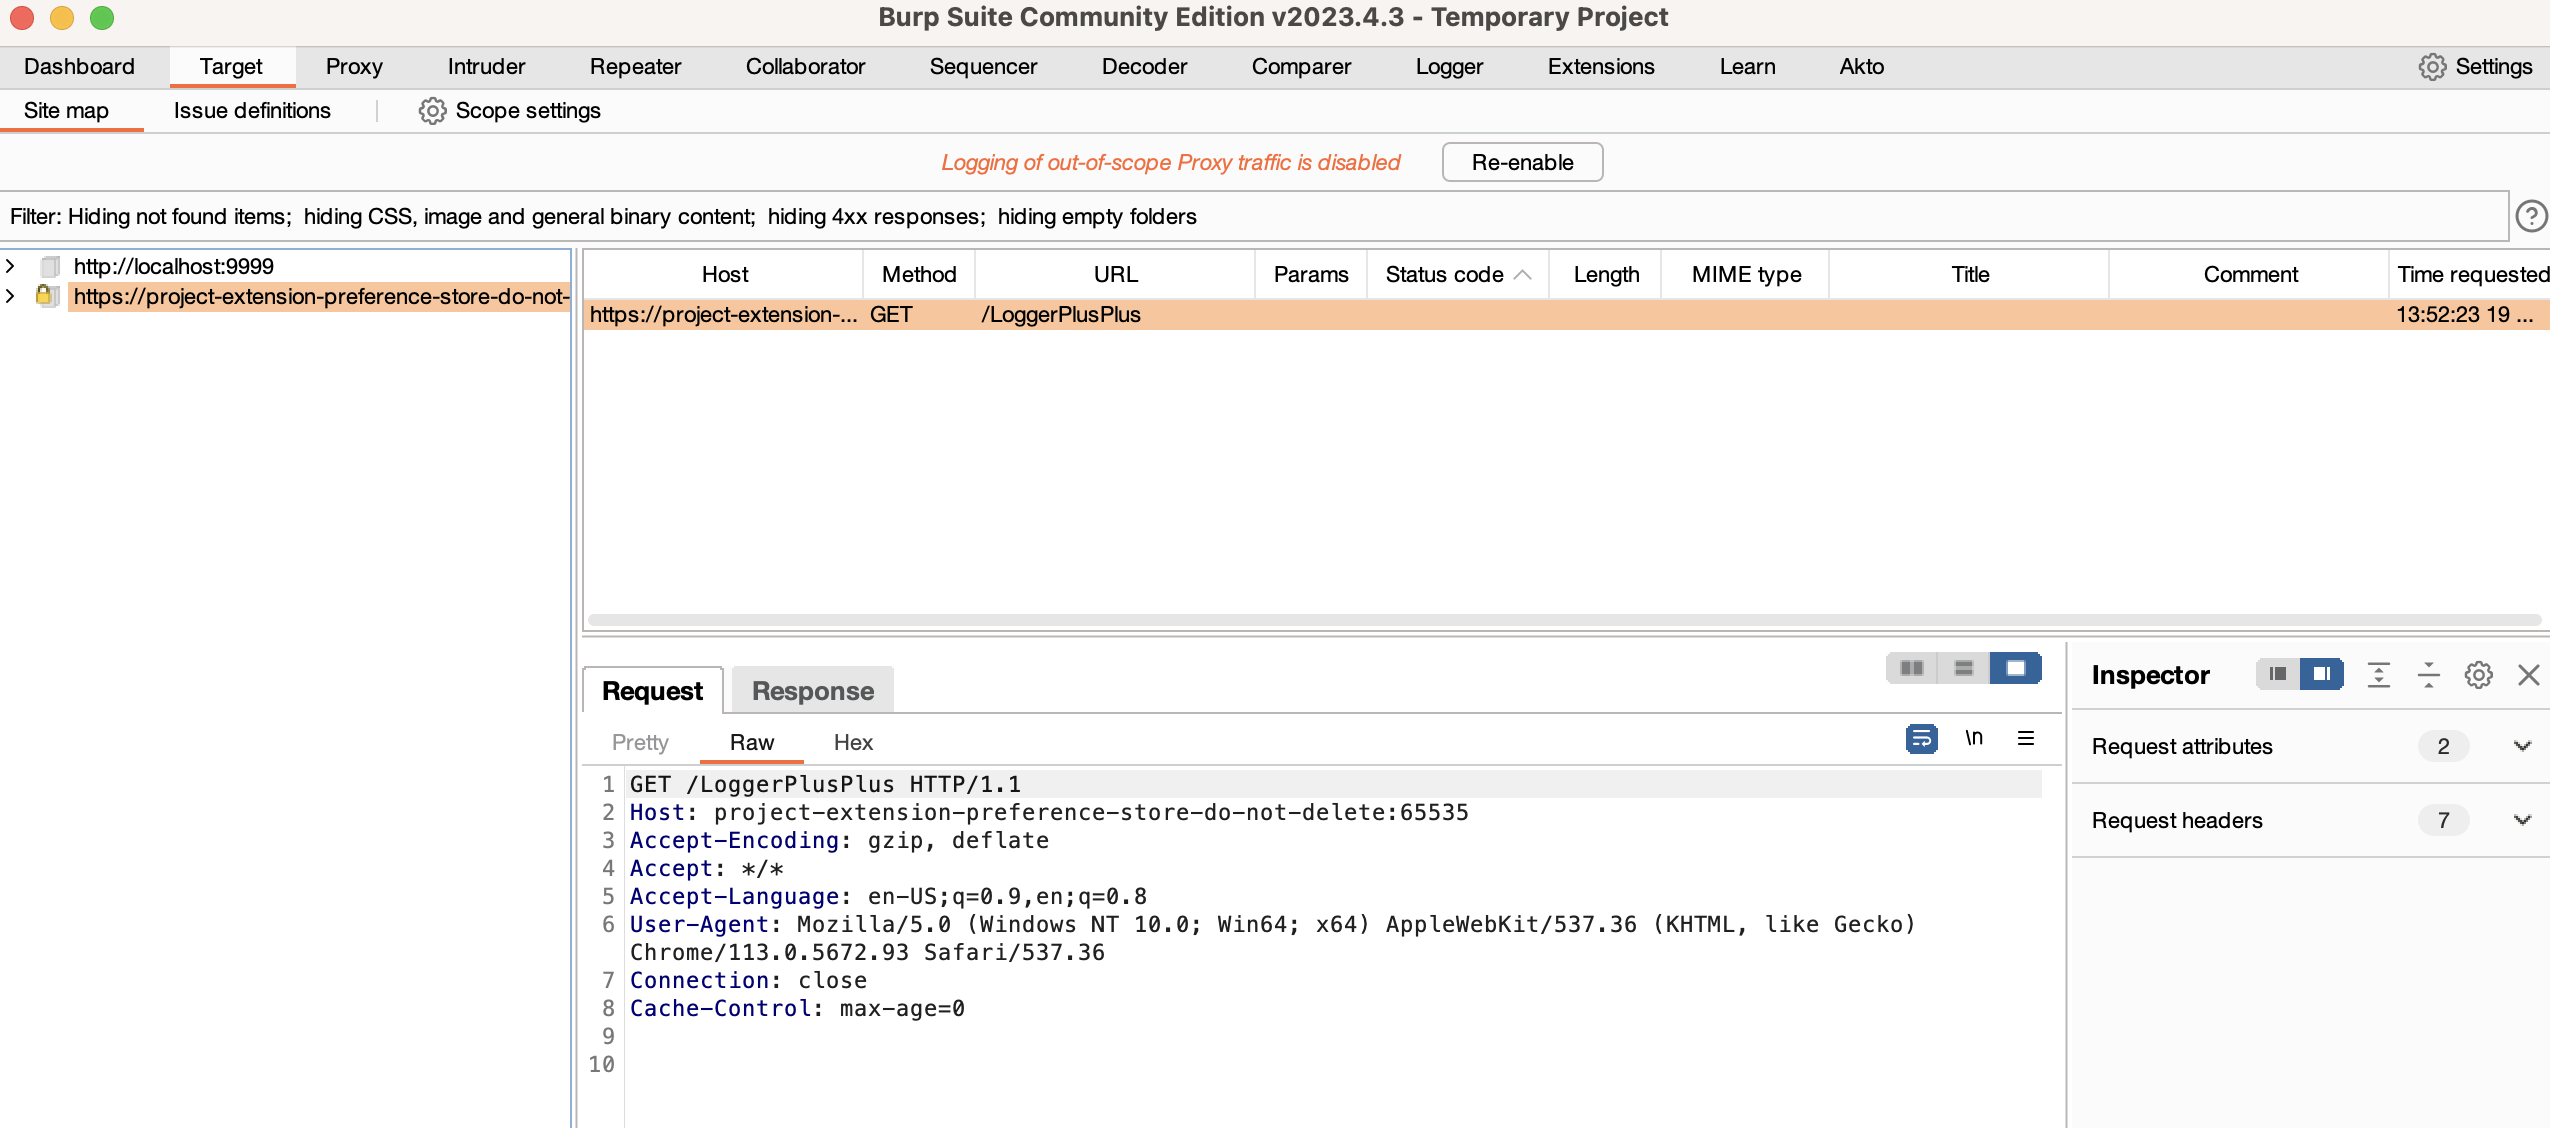 Burp Suite Community Edition v2023.4.3 - Temporary Project
Dashboard Target Proxy Intruder Repeater Collaborator Sequencer Decoder Comparer Logger Extensions Learn Akto Settings
Site map Issue definitions Scope settings
Logging of out-of-scope Proxy traffic is disabled Re-enable
Filter: Hiding not found items; hiding CSS, image and general binary content; hiding 4xx responses; hiding empty folders ?
http://localhost:9999
https://project-extension-preference-store-do-not-
Host Method URL Params Status code Length MIME type Title Comment Time requested
https://project-extension-... GET /LoggerPlusPlus 13:52:23 19 ...
Request Response
Pretty Raw Hex \n
1 GET /LoggerPlusPlus HTTP/1.1
2 Host: project-extension-preference-store-do-not-delete:65535
3 Accept-Encoding: gzip, deflate
4 Accept: */*
5 Accept-Language: en-US;q=0.9,en;q=0.8
6 User-Agent: Mozilla/5.0 (Windows NT 10.0; Win64; x64) AppleWebKit/537.36 (KHTML, like Gecko)
Chrome/113.0.5672.93 Safari/537.36
7 Connection: close
8 Cache-Control: max-age=0
9
10
Inspector
Request attributes 2
Request headers 7